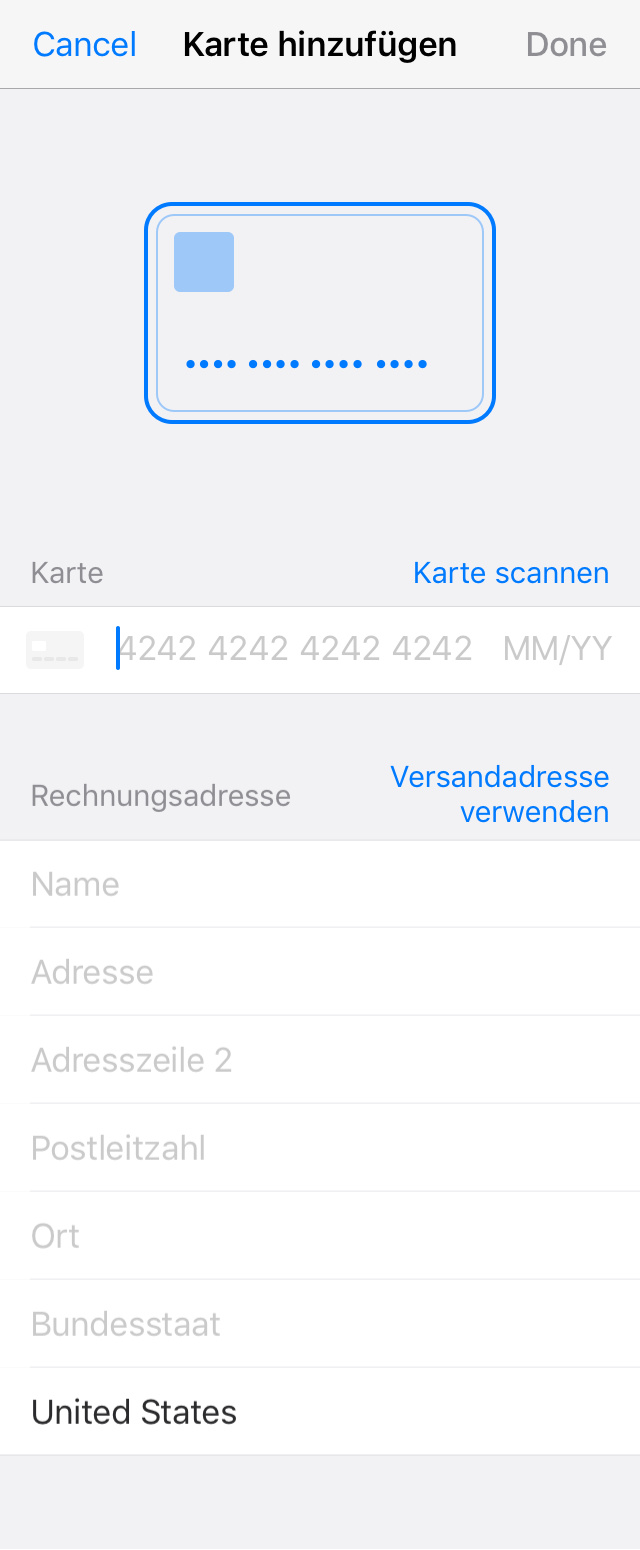 Cancel Karte hinzufügen Done
Karte Karte scannen
4242 4242 4242 4242 MM/YY
Rechnungsadresse Versandadresse
verwenden
Name
Adresse
Adresszeile 2
Postleitzahl
Ort
Bundesstaat
United States